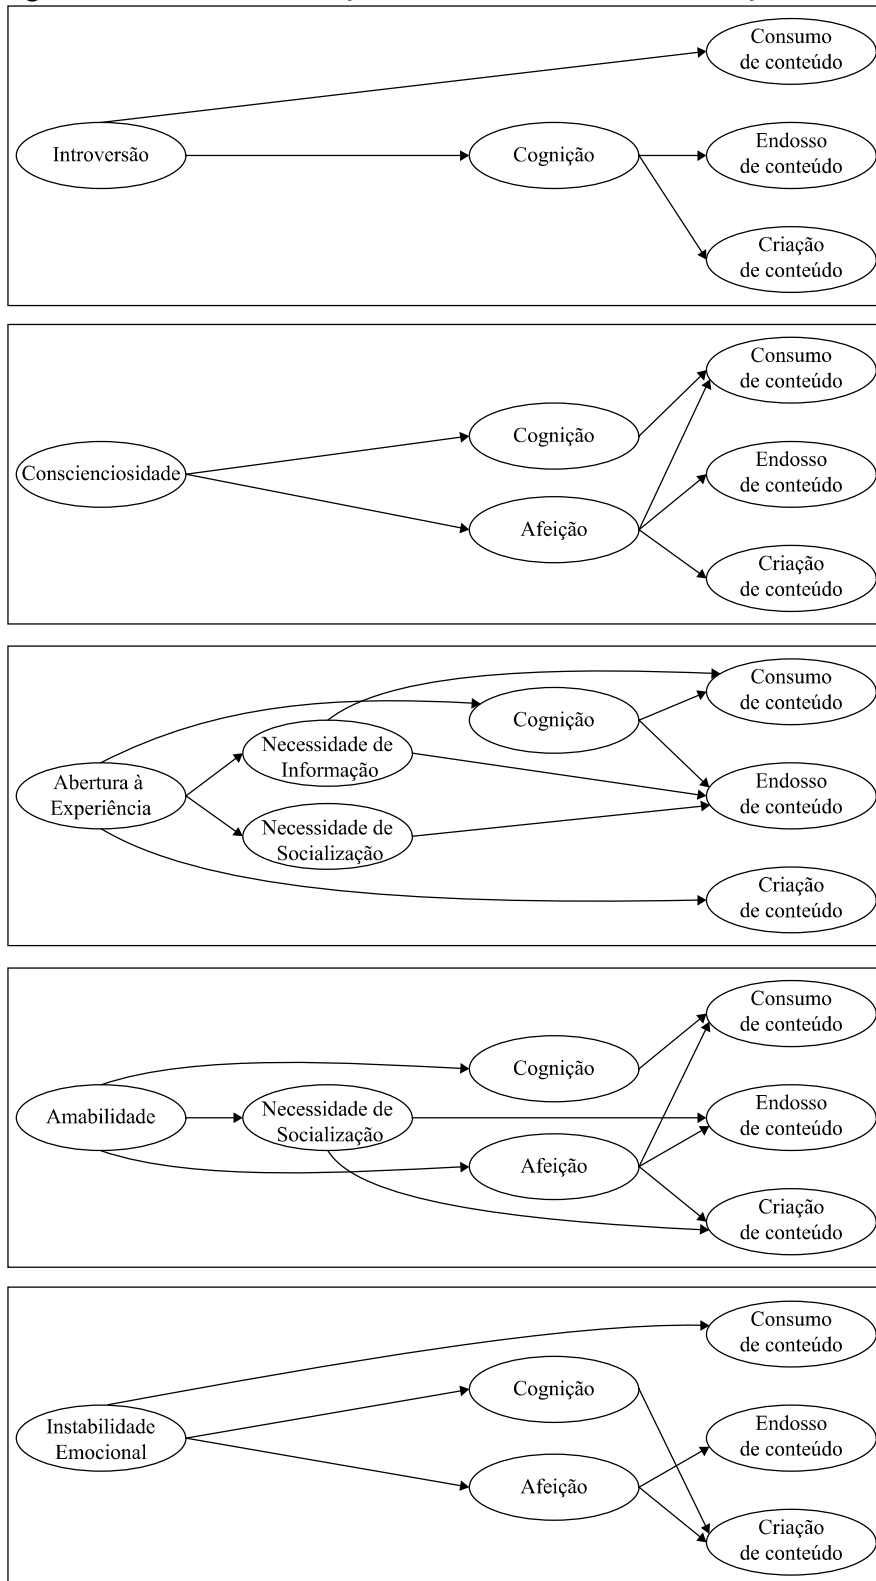 Consumo
de conteúdo
Introversão
Cognição
Endosso
de conteúdo
Criação
de conteúdo
Consumo
de conteúdo
Cognição
Conscienciosidade
Endosso
de conteúdo
Afeição
Criação
de conteúdo
Consumo
de conteúdo
Cognição
Necessidade de
Informação
Abertura à
Experiência
Endosso
de conteúdo
Necessidade de
Socialização
Criação
de conteúdo
Consumo
de conteúdo
Cognição
Amabilidade
Necessidade de
Socialização
Endosso
de conteúdo
Afeição
Criação
de conteúdo
Consumo
de conteúdo
Cognição
Instabilidade
Emocional
Endosso
de conteúdo
Afeição
Criação
de conteúdo